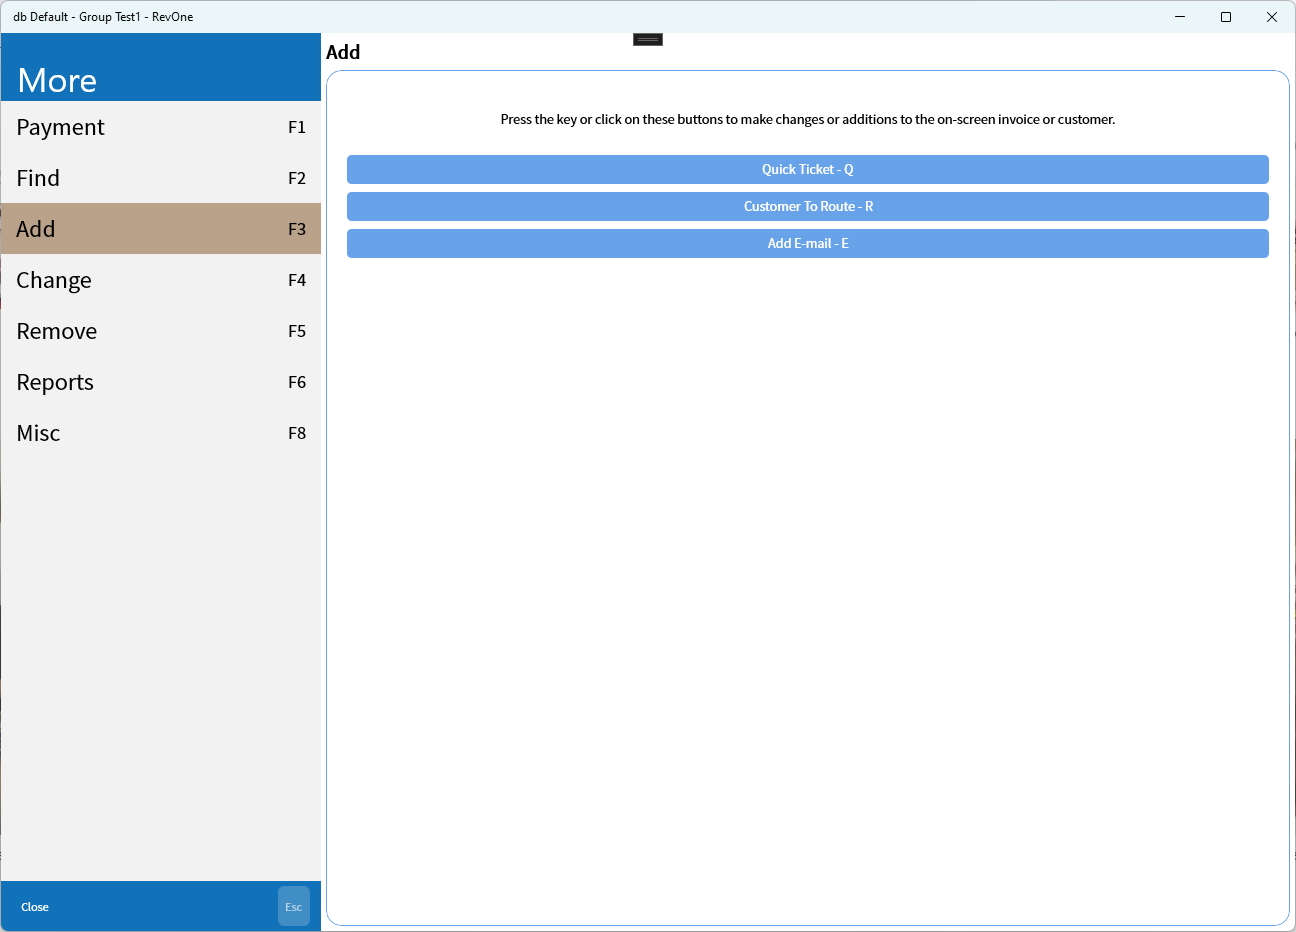 db Default - Group Test1 - RevOne
More
Payment F1
Find F2
Add F3
Change F4
Remove F5
Reports F6
Misc F8
Close Esc
Add
Press the key or click on these buttons to make changes or additions to the on-screen invoice or customer.
Quick Ticket - Q
Customer To Route - R
Add E-mail - E